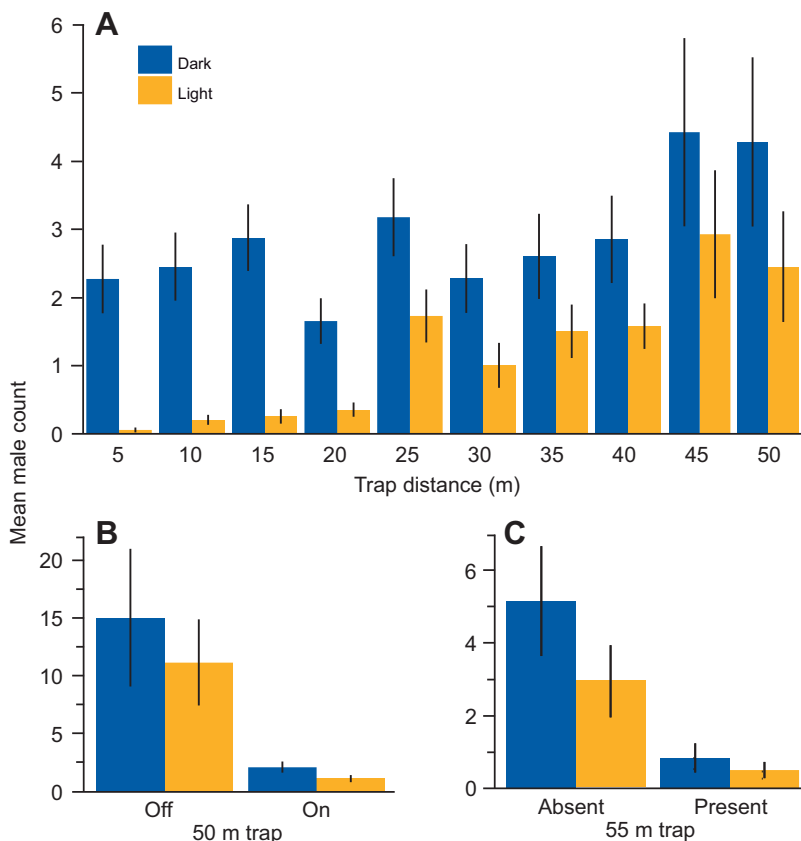 A
6
5
4
3
2
1
0
Dark
Light
5 10 15 20 25 30 35 40 45 50
Trap distance (m)
Mean male count
B
20
15
10
5
0
Off On
50 m trap
C
6
4
2
0
Absent Present
55 m trap